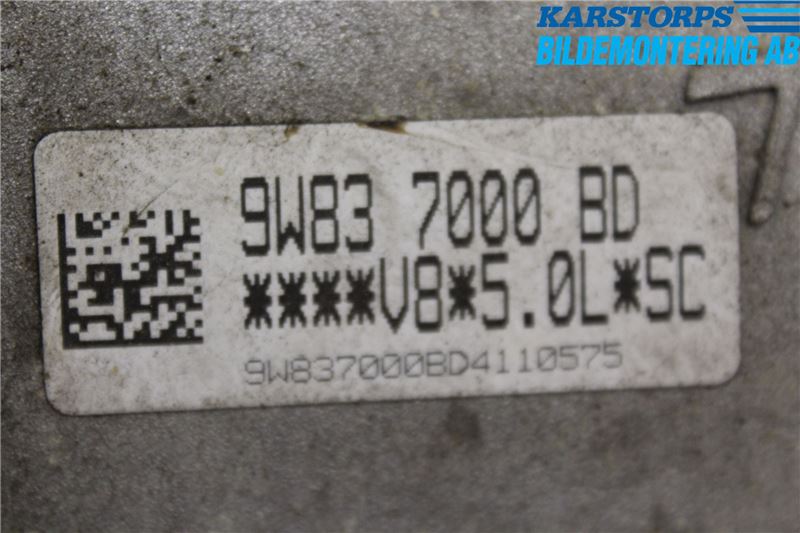 KARSTORPS
BILDEMONTERING AB
9W83 7000 BD
****V8*5.0L*SC
9W837000BD4110575